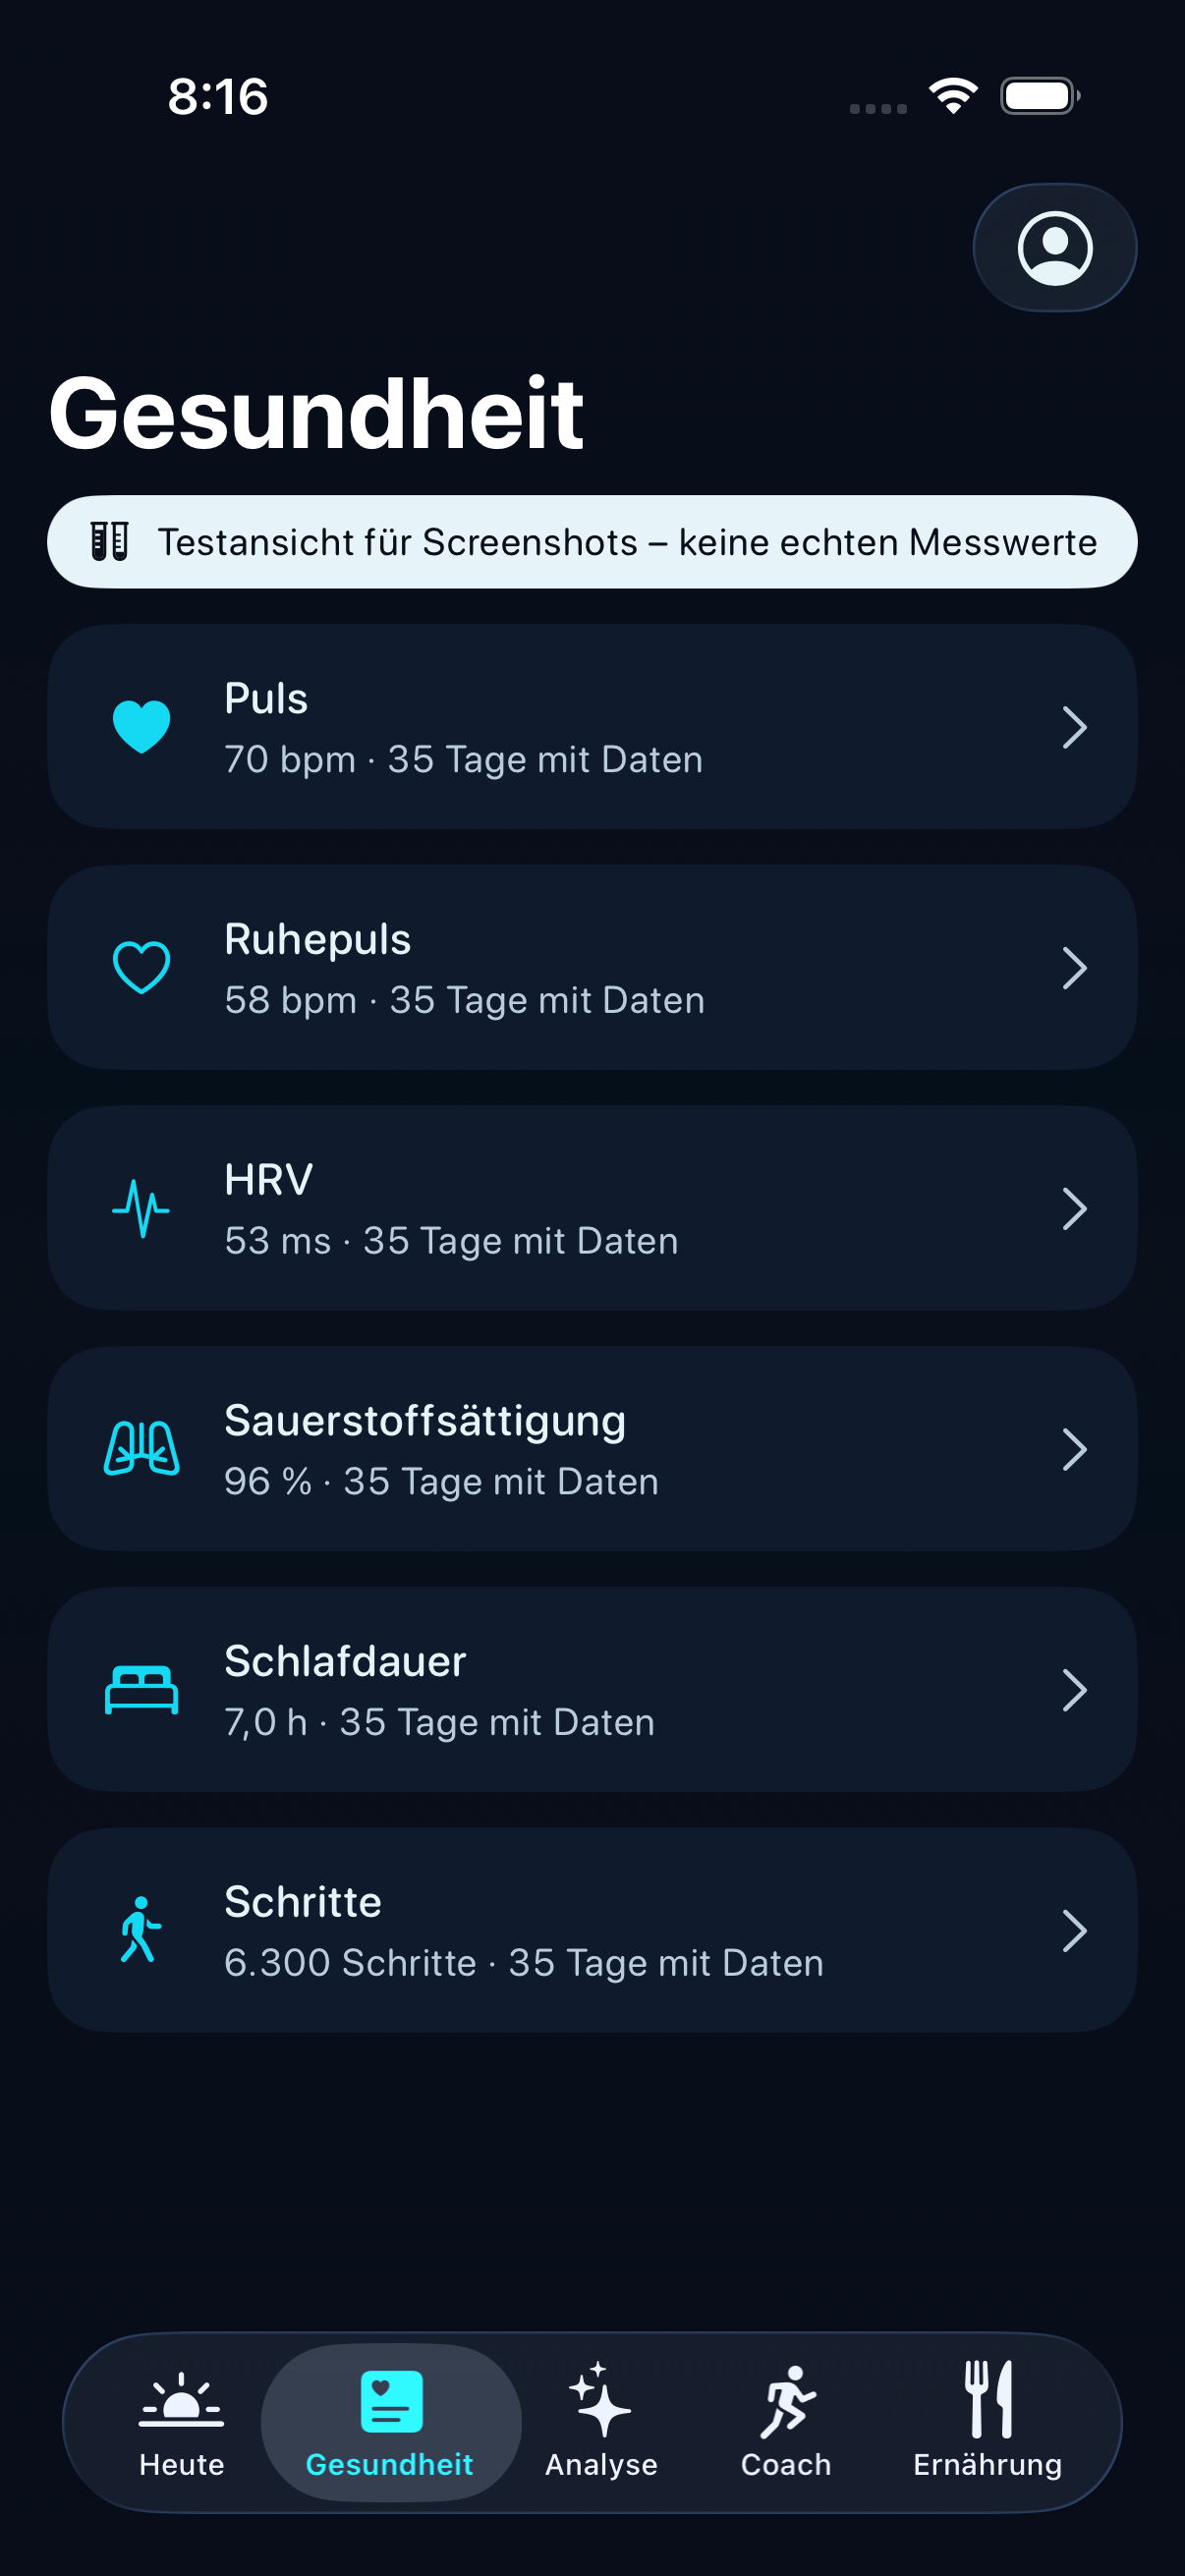 8:16
Gesundheit
Testansicht für Screenshots – keine echten Messwerte
Puls
70 bpm · 35 Tage mit Daten
Ruhepuls
58 bpm · 35 Tage mit Daten
HRV
53 ms · 35 Tage mit Daten
Sauerstoffsättigung
96 % · 35 Tage mit Daten
Schlafdauer
7,0 h · 35 Tage mit Daten
Schritte
6.300 Schritte · 35 Tage mit Daten
Heute Gesundheit Analyse Coach Ernährung